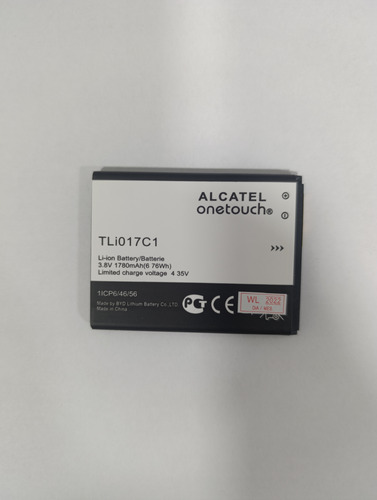 ALCATEL
onetouch®
TLi017C1
Li-ion Battery/Batterie
3.8V 1780mAh(6 76Wh)
Limited charge voltage 4 35V
1ICP6/46/56
Made by BYD Lithium Battery Co., Ltd
Made in China
WL 2022